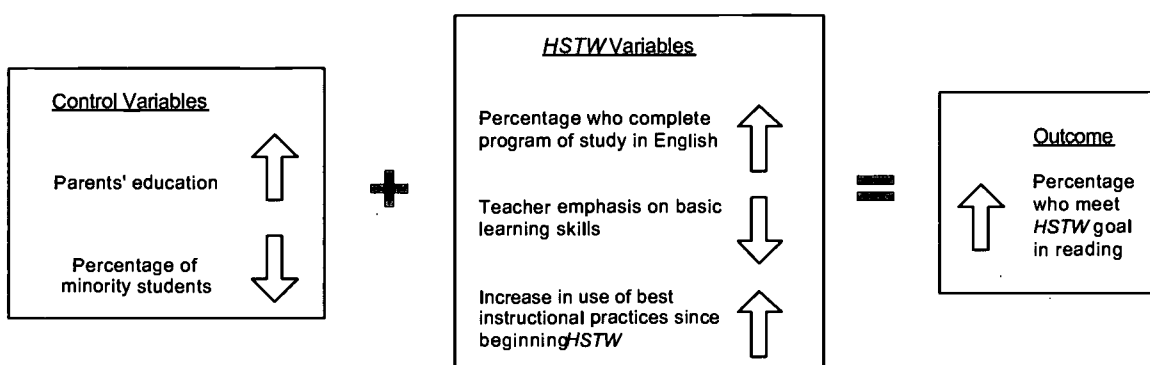 Control Variables
Parents' education
Percentage of
minority students
HSTW Variables
Percentage who complete
program of study in English
Teacher emphasis on basic
learning skills
Increase in use of best
instructional practices since
beginningHSTW
Outcome
Percentage
who meet
HSTW goal
in reading